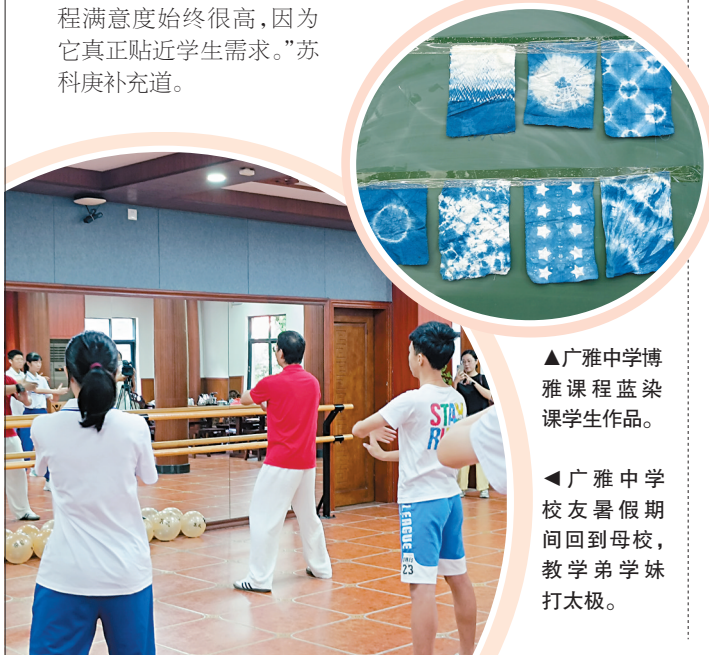 程满意度始终很高，因为
它真正贴近学生需求。”苏
科庚补充道。
▲广雅中学博
雅课程蓝染
课学生作品。
◀广雅中学
校友暑假期
间回到母校，
教学弟学妹
打太极。
LEAGUE
23